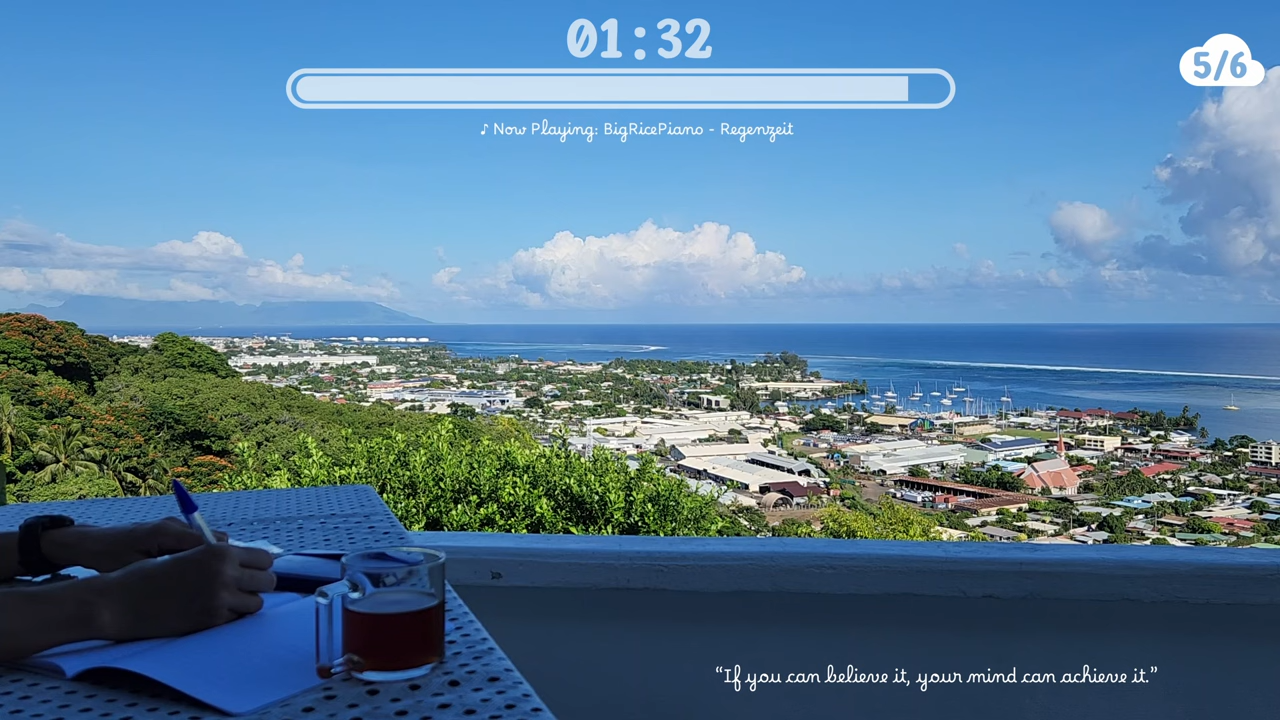 01:32
5/6
♪ Now Playing: BigRicePiano - Regenzeit
“If you can believe it, your mind can achieve it.”